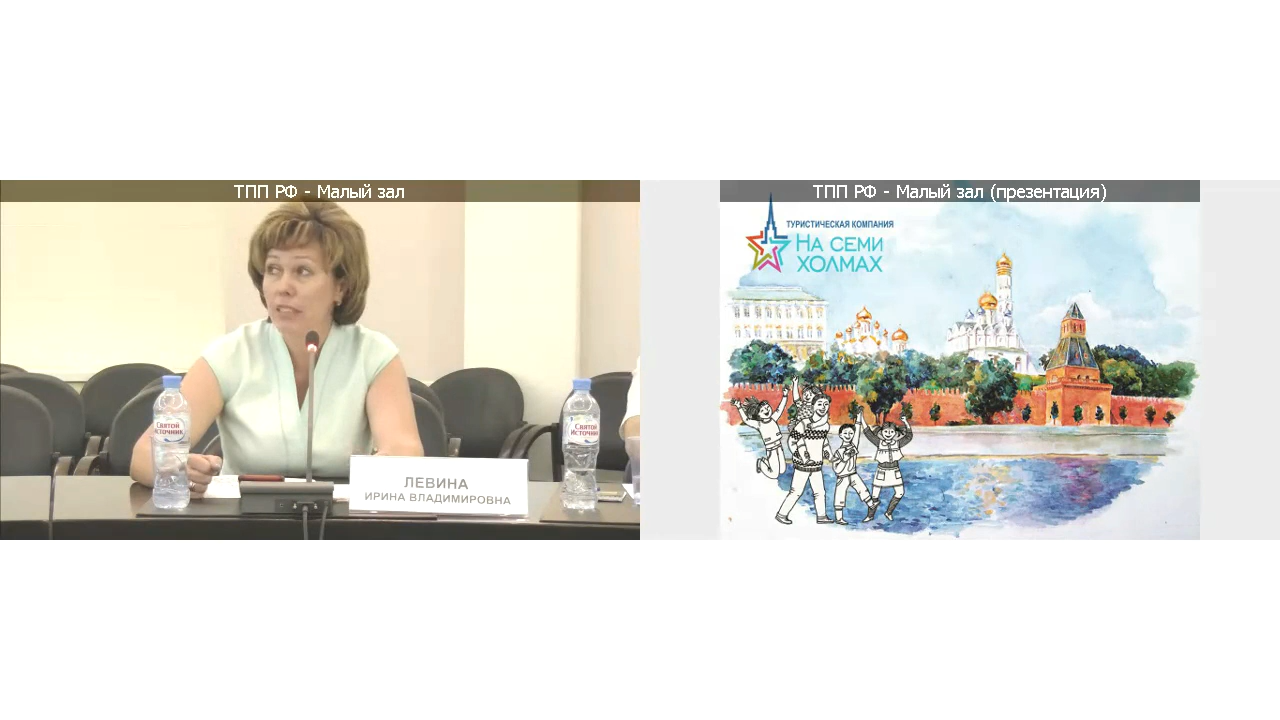 ТПП РФ - Малый зал
Святой
Источник
Святой
Источник
ЛЕВИНА
ИРИНА ВЛАДИМИРОВНА
ТПП РФ - Малый зал (презентация)
ТУРИСТИЧЕСКАЯ КОМПАНИЯ
НА СЕМИ
ХОЛМАХ